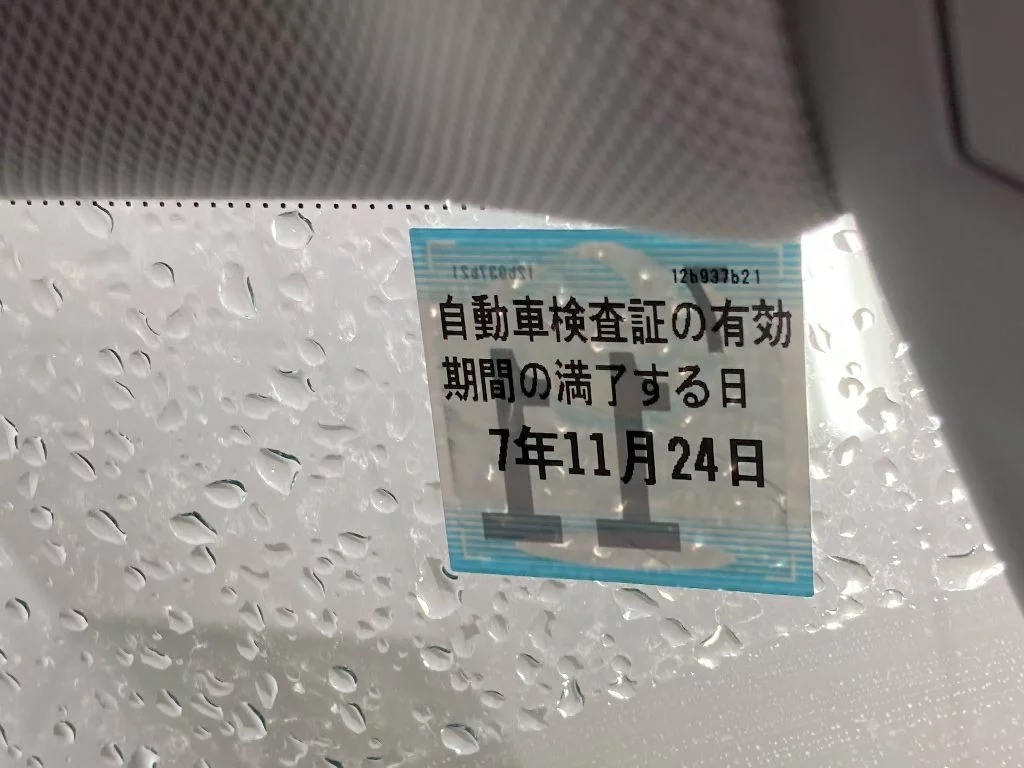 12b937b21
自動車検査証の有効
期間の満了する日
7年11月24日